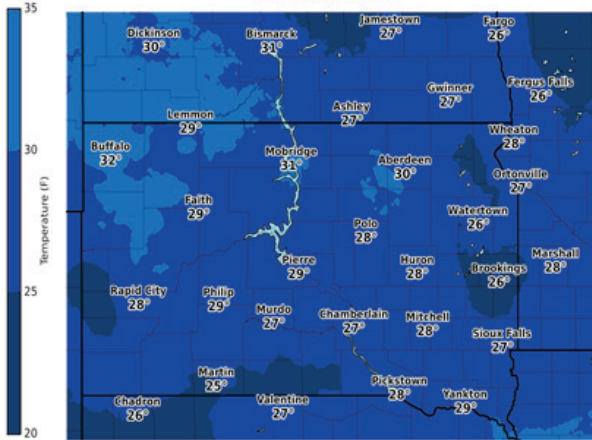 35
30
25
20
Temperature (F)
Dickinson
30°
Bismarck
31°
Jamestown
27°
Fargo
26°
Fergus Falls
26°
Gwinner
27°
Ashley
27°
Lemmon
29°
Wheaton
28°
Buffalo
32°
Mobridge
31°
Aberdeen
30°
Ortonville
27°
Faith
29°
Watertown
26°
Polo
28°
Pierre
29°
Huron
28°
Brookings
26°
Marshall
28°
Rapid City
28°
Philip
29°
Murdo
27°
Chamberlain
27°
Mitchell
28°
Sioux Falls
27°
Martin
25°
Pickstown
28°
Chadron
26°
Valentine
27°
Yankton
29°